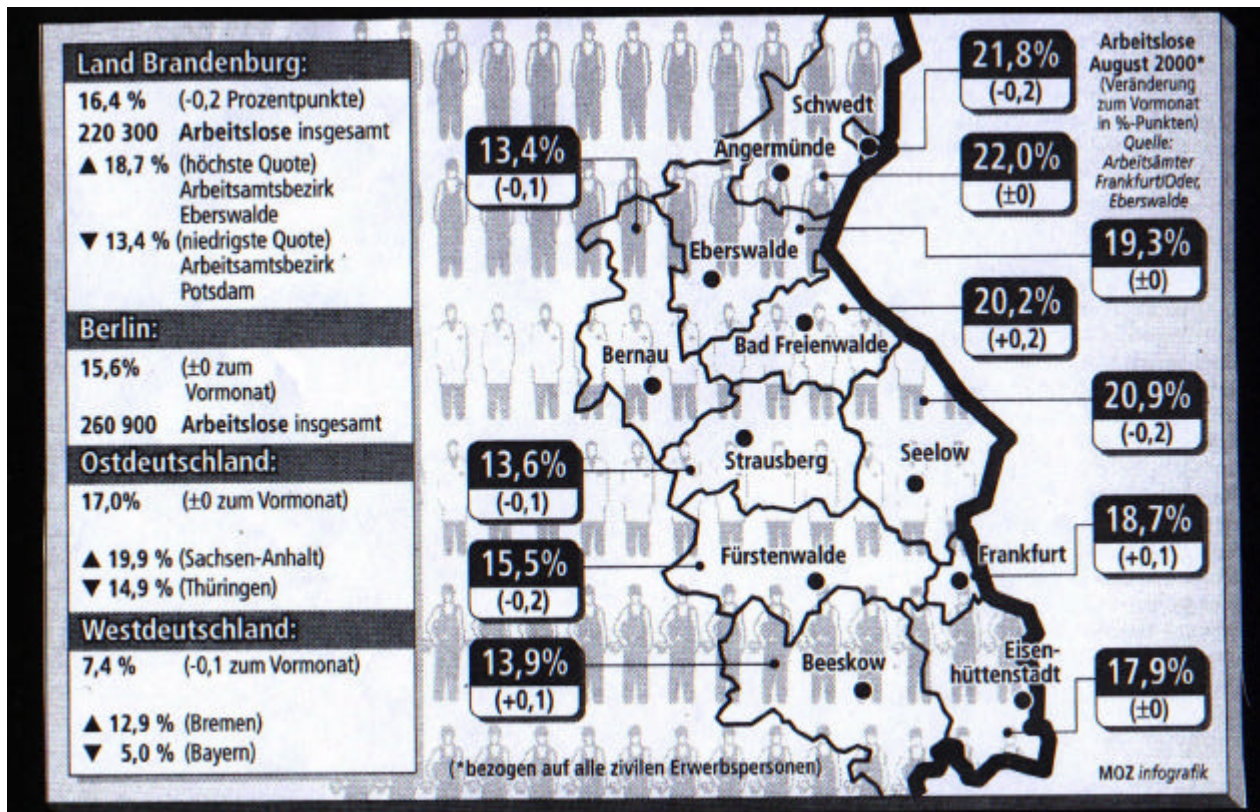 Land Brandenburg:
16,4 % (-0,2 Prozentpunkte)
220 300 Arbeitslose insgesamt
▲ 18,7 % (höchste Quote)
Arbeitsamtsbezirk
Eberswalde
▼ 13,4 % (niedrigste Quote)
Arbeitsamtsbezirk
Potsdam
Berlin:
15,6% (±0 zum
Vormonat)
260 900 Arbeitslose insgesamt
Ostdeutschland:
17,0% (±0 zum Vormonat)
▲ 19,9 % (Sachsen-Anhalt)
▼ 14,9 % (Thüringen)
Westdeutschland:
7,4 % (-0,1 zum Vormonat)
▲ 12,9 % (Bremen)
▼ 5,0 % (Bayern)
13,4%
(-0,1)
13,6%
(-0,1)
15,5%
(-0,2)
13,9%
(+0,1)
Schwedt
Angermünde
Eberswalde
Bad Freienwalde
Bernau
Strausberg
Seelow
Fürstenwalde
Frankfurt
Beeskow
Eisen-
hüttenstadt
21,8%
(-0,2)
22,0%
(±0)
19,3%
(±0)
20,2%
(+0,2)
20,9%
(-0,2)
18,7%
(+0,1)
17,9%
(±0)
Arbeitslose
August 2000*
(Veränderung
zum Vormonat
in %-Punkten)
Quelle:
Arbeitsämter
Frankfurt/Oder,
Eberswalde
(*bezogen auf alle zivilen Erwerbspersonen)
MOZ infografik